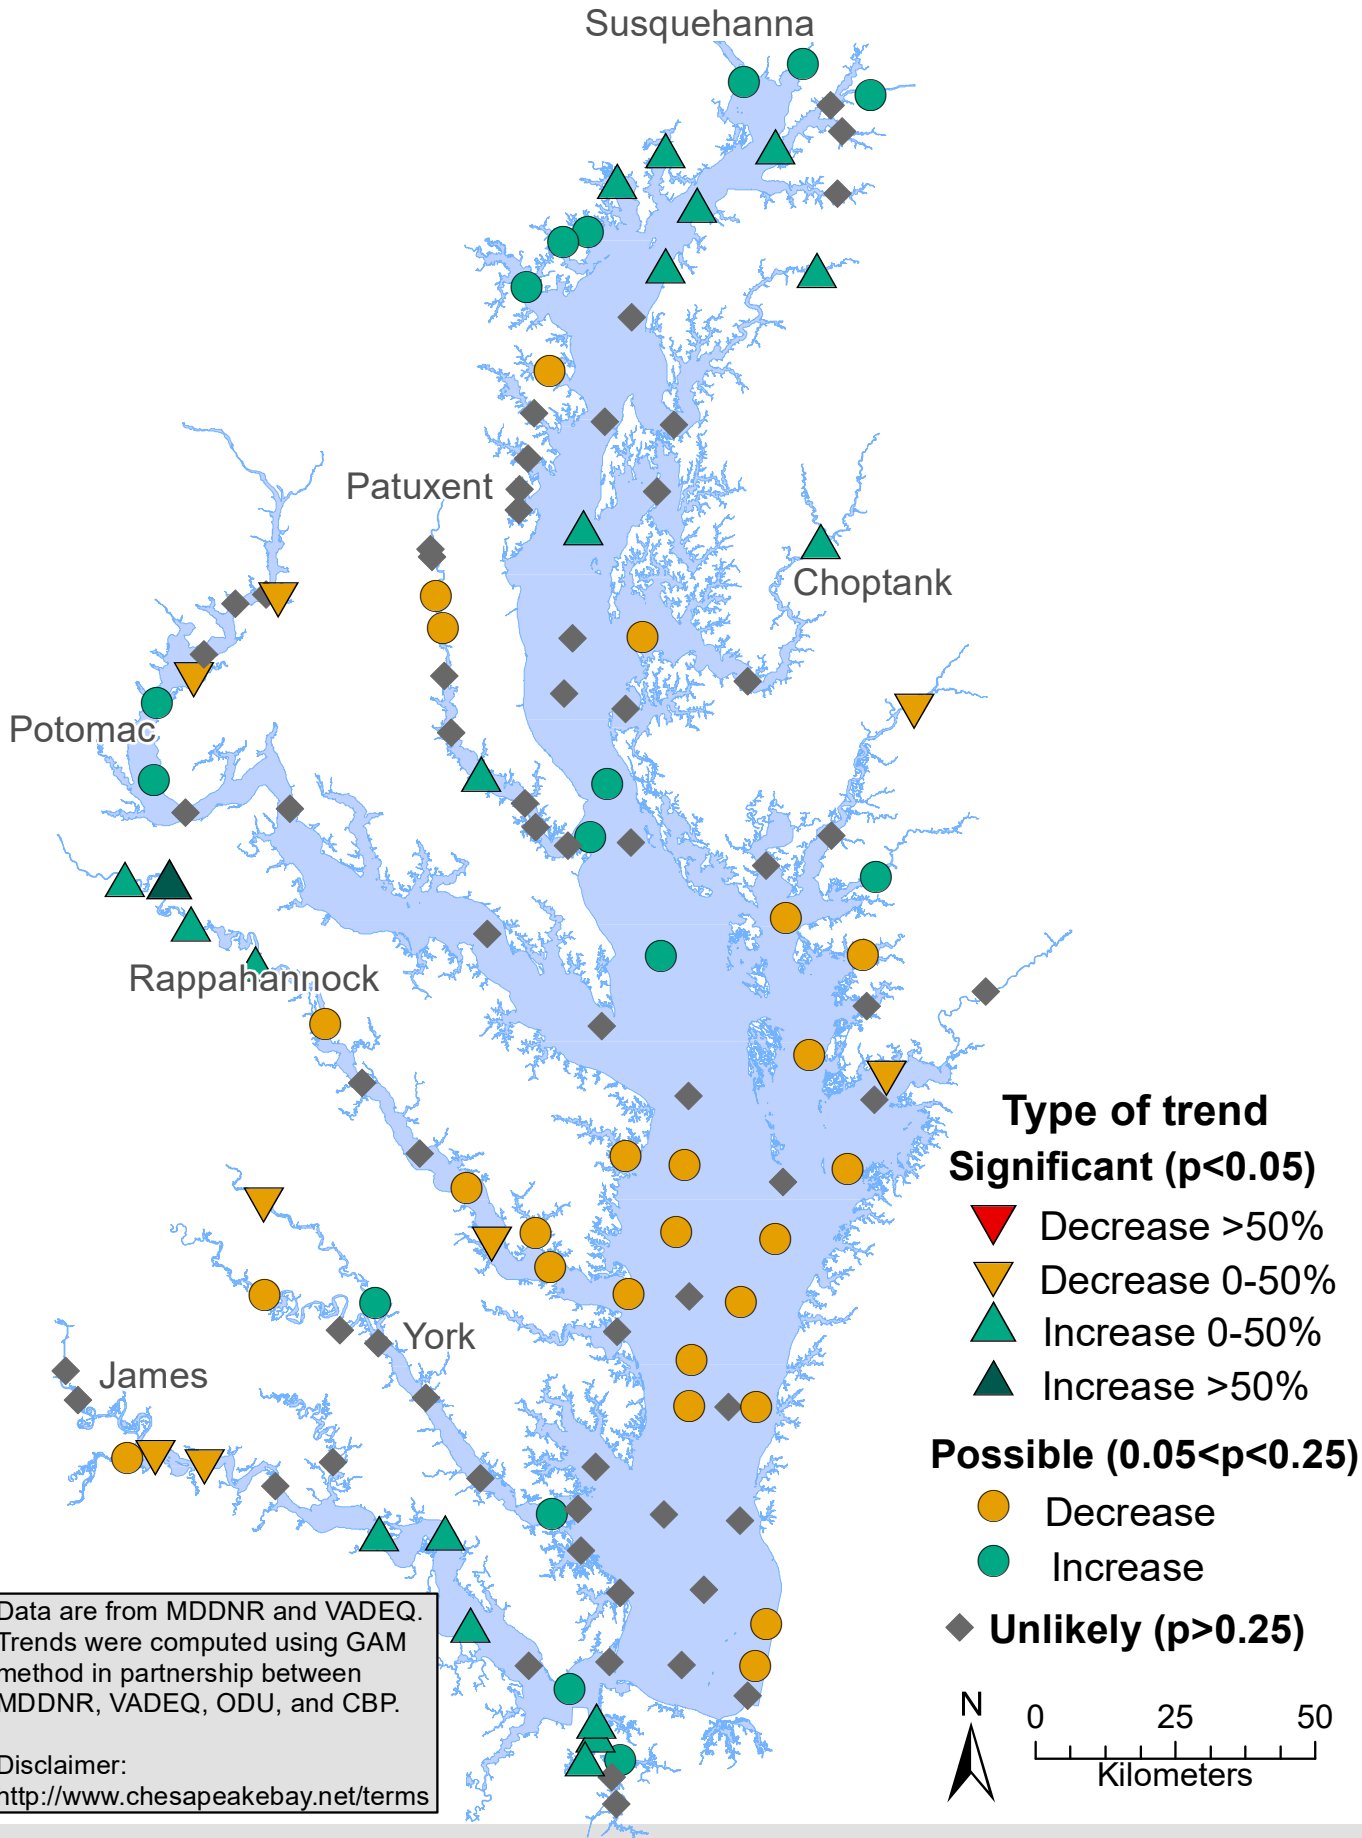 Susquehanna
Patuxent
Choptank
Potomac
Rappahannock
York
James
Type of trend
Significant (p<0.05)
Decrease >50%
Decrease 0-50%
Increase 0-50%
Increase >50%
Possible (0.05<p<0.25)
Decrease
Increase
Unlikely (p>0.25)
Data are from MDDNR and VADEQ.
Trends were computed using GAM
method in partnership between
MDDNR, VADEQ, ODU, and CBP.
Disclaimer:
http://www.chesapeakebay.net/terms
N
0 25 50
Kilometers